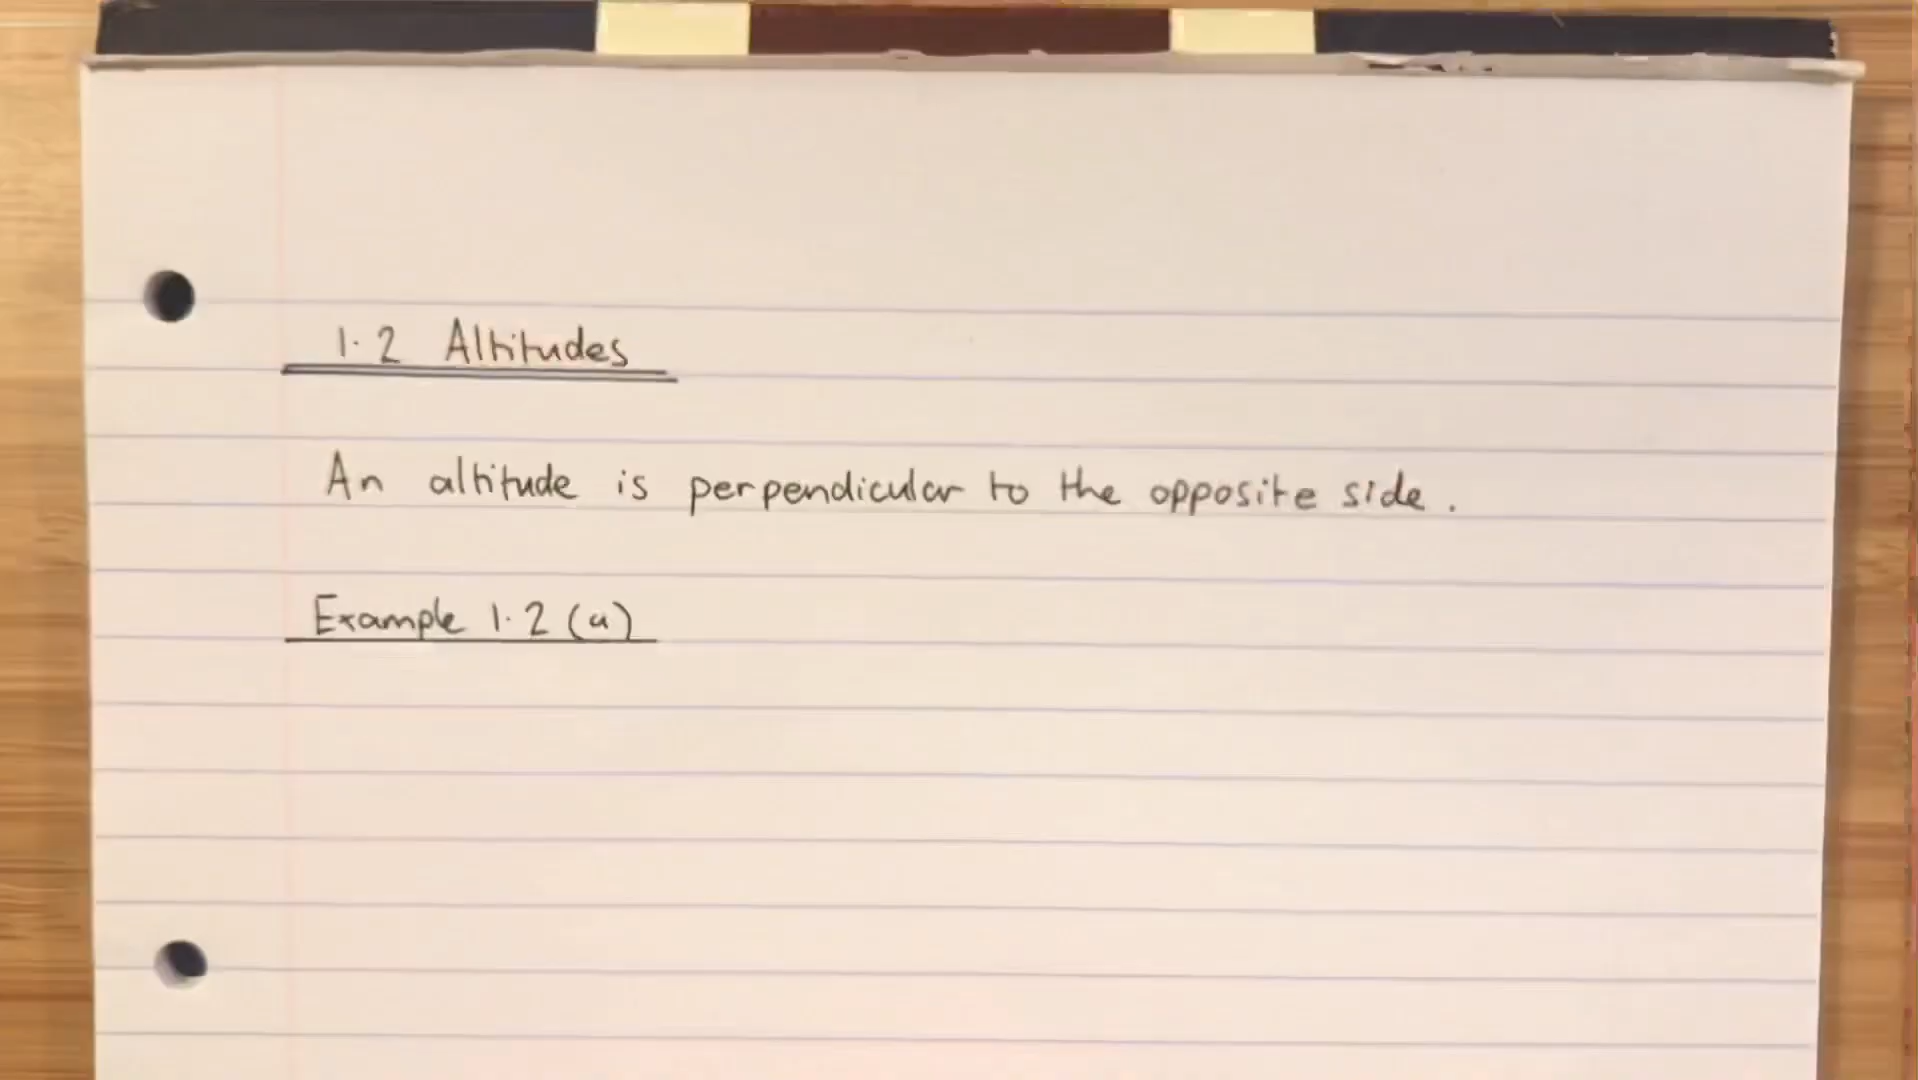 1.2 Altitudes
An altitude is perpendicular to the opposite side.
Example 1.2 (a)